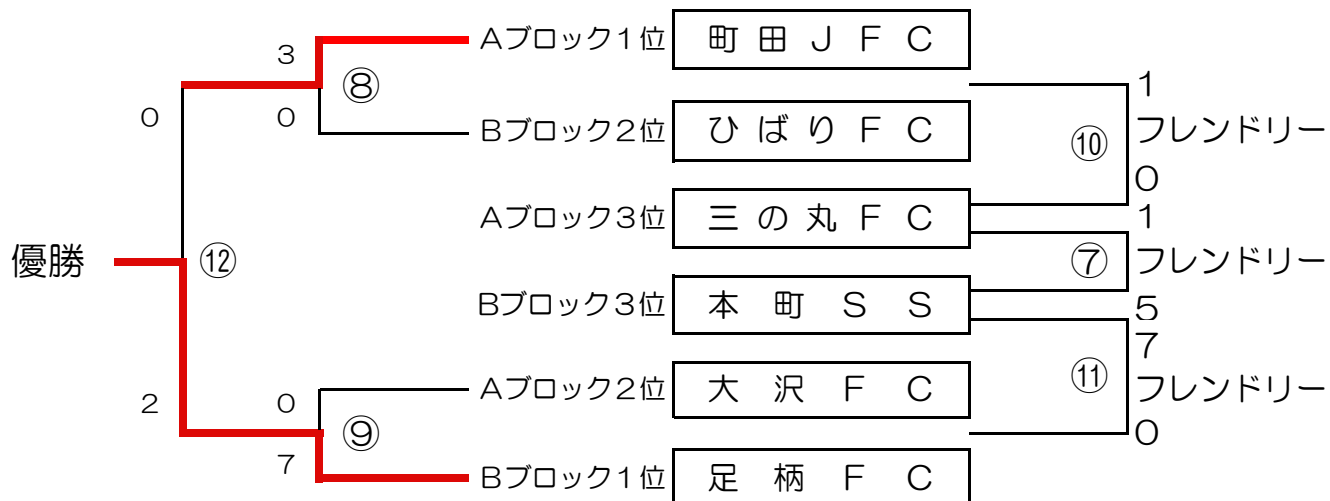 Ａブロック１位 町田ＪＦＣ
３
⑧
１
０
０
Ｂブロック２位 ひばりＦＣ
フレンドリー
⑩
０
Ａブロック３位 三の丸ＦＣ
１
優勝
⑫
⑦
フレンドリー
Ｂブロック３位 本町ＳＳ
５
７
⑪
２
０
Ａブロック２位 大沢ＦＣ
フレンドリー
⑨
０
７
Ｂブロック１位 足柄ＦＣ